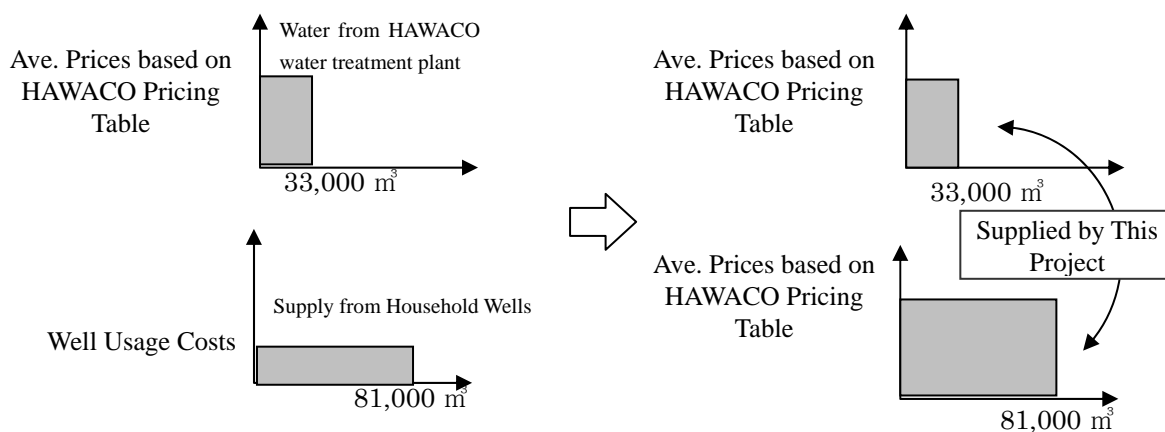 Water from HAWACO
water treatment plant
Ave. Prices based on
HAWACO Pricing
Table
33,000 ㎥
Supply from Household Wells
Well Usage Costs
81,000 ㎥
Ave. Prices based on
HAWACO Pricing
Table
33,000 ㎥
Supplied by This
Project
Ave. Prices based on
HAWACO Pricing
Table
81,000 ㎥